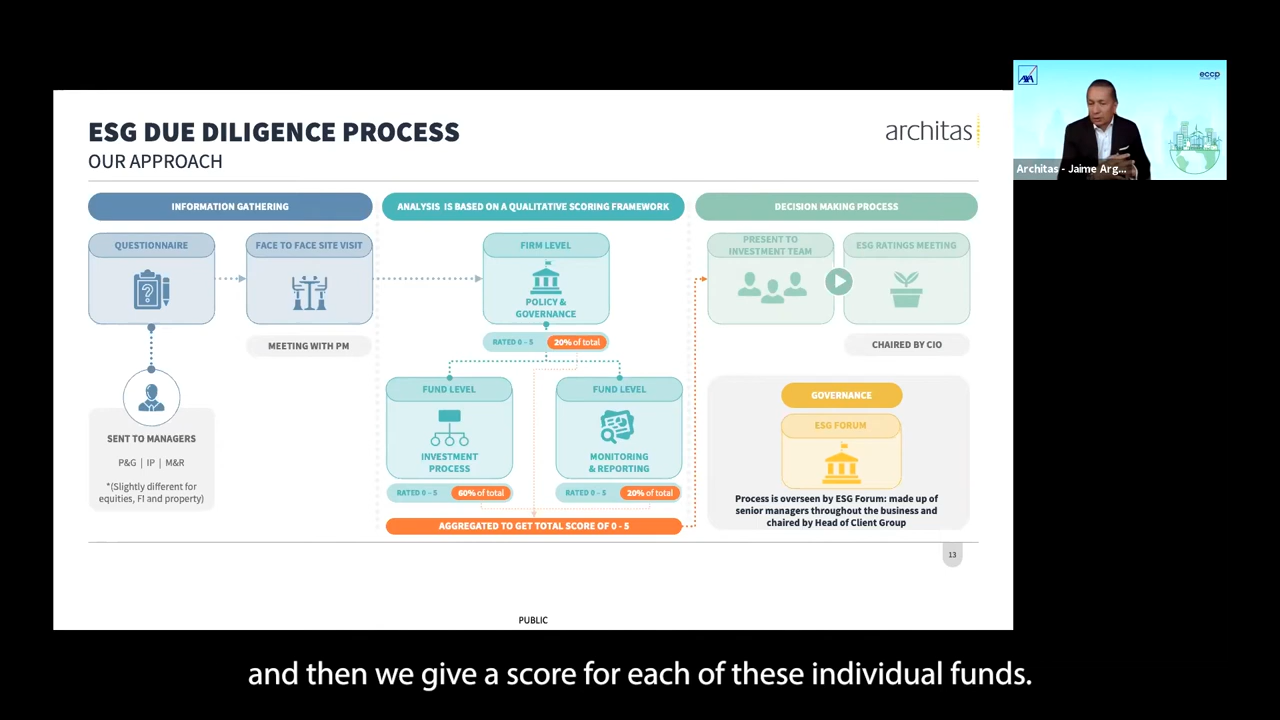 ESG DUE DILIGENCE PROCESS
OUR APPROACH
architas
AXA
eccp
Architas - Jaime Arg...
INFORMATION GATHERING
QUESTIONNAIRE
FACE TO FACE SITE VISIT
?
MEETING WITH PM
SENT TO MANAGERS
P&G | IP | M&R
*(Slightly different for
equities, FI and property)
ANALYSIS IS BASED ON A QUALITATIVE SCORING FRAMEWORK
FIRM LEVEL
POLICY &
GOVERNANCE
RATED 0 - 5 20% of total
FUND LEVEL
INVESTMENT
PROCESS
RATED 0 - 5 60% of total
FUND LEVEL
MONITORING
& REPORTING
RATED 0 - 5 20% of total
AGGREGATED TO GET TOTAL SCORE OF 0 - 5
DECISION MAKING PROCESS
PRESENT TO
INVESTMENT TEAM
ESG RATINGS MEETING
CHAIRED BY CIO
GOVERNANCE
ESG FORUM
Process is overseen by ESG Forum: made up of
senior managers throughout the business and
chaired by Head of Client Group
13
PUBLIC
and then we give a score for each of these individual funds.